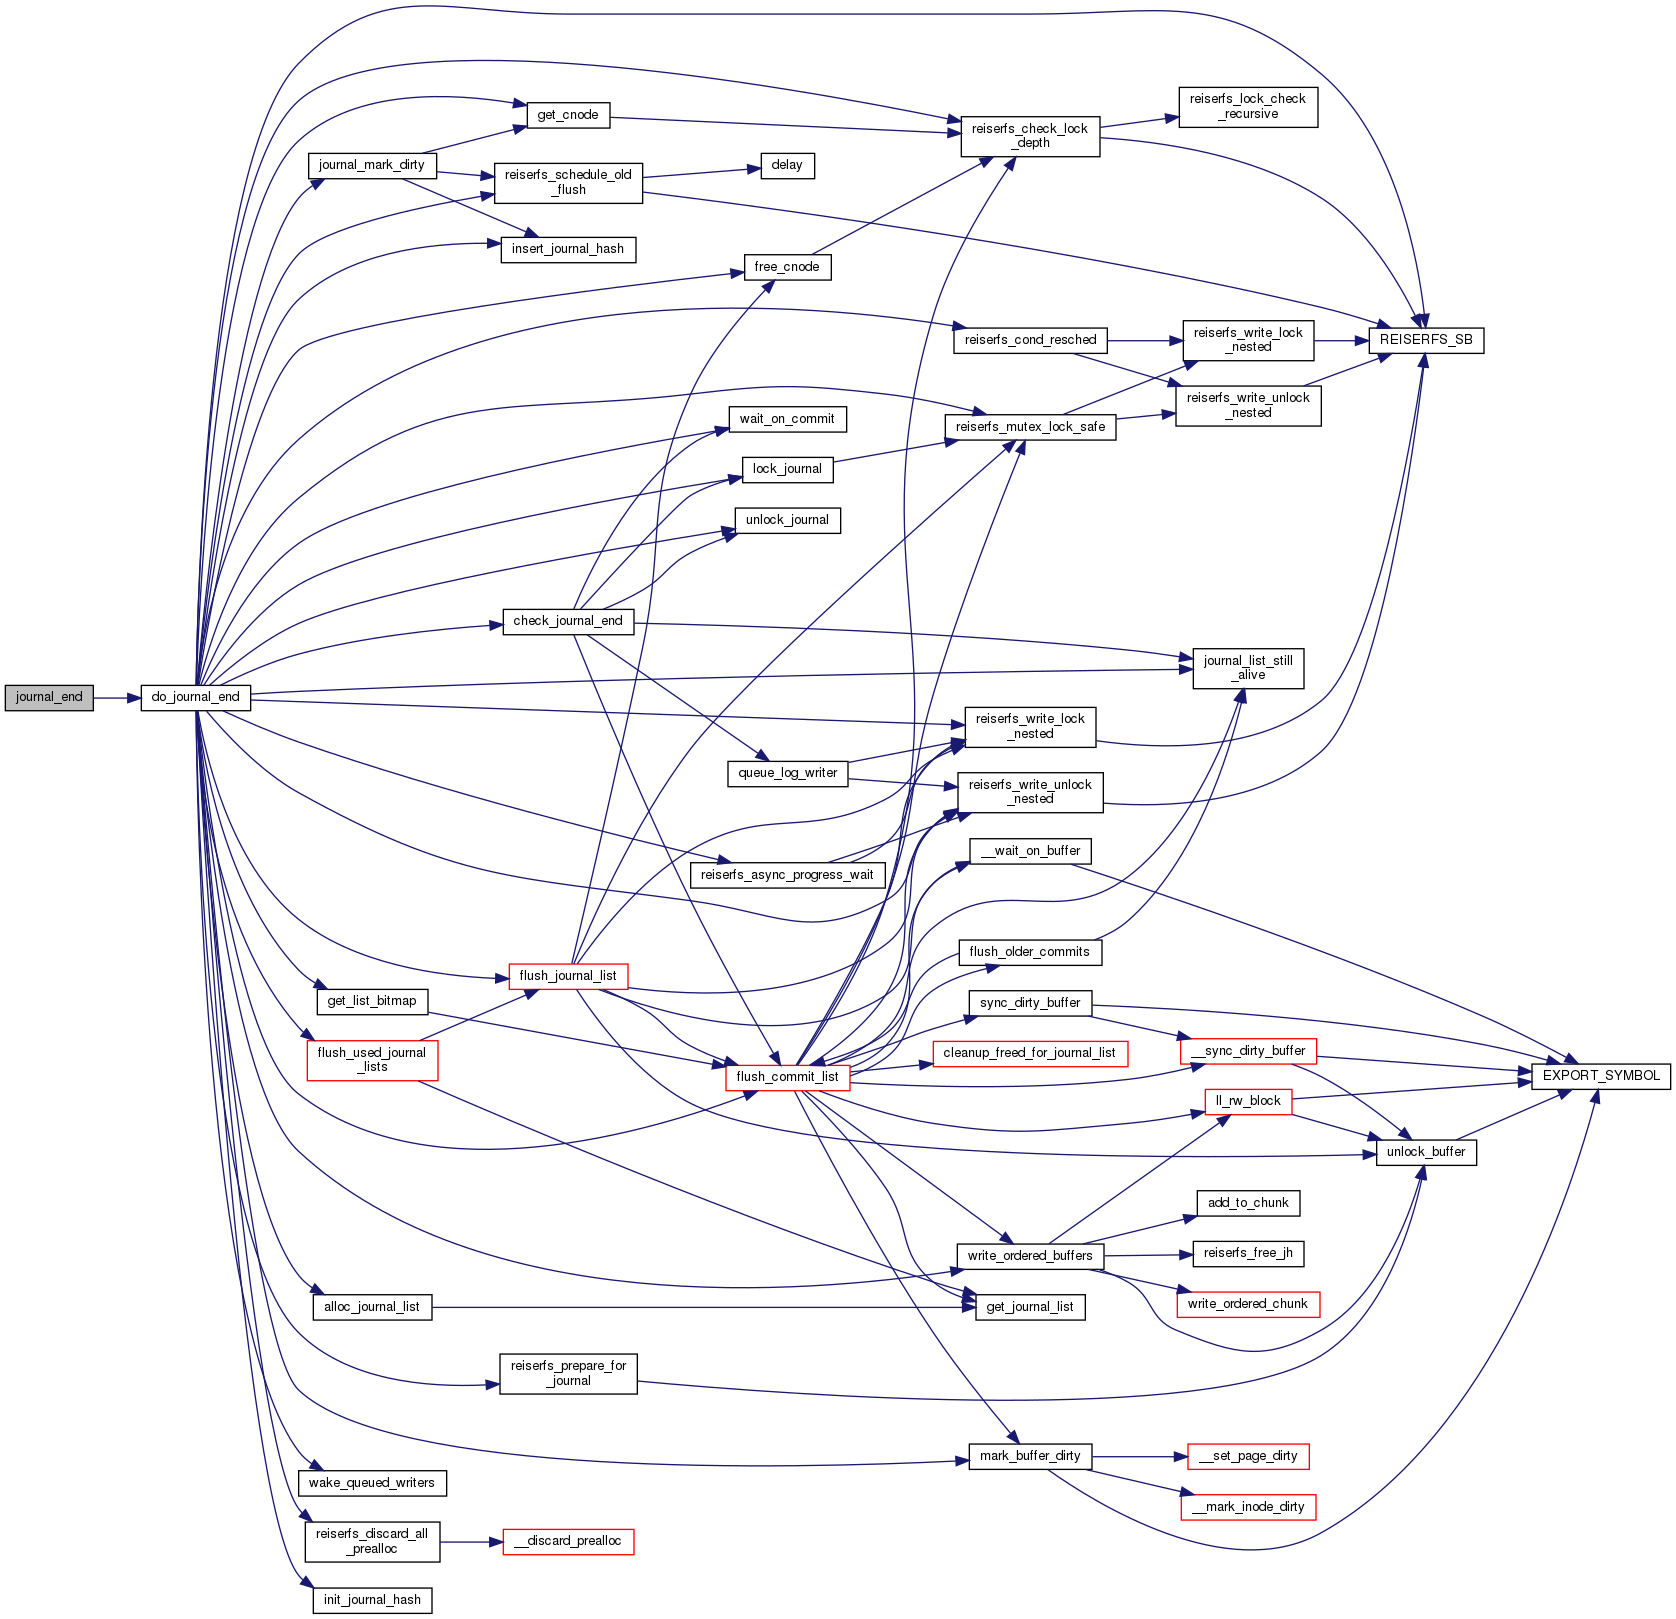 reiserfs_lock_check
_recursive
get_cnode
reiserfs_check_lock
_depth
journal_mark_dirty
delay
reiserfs_schedule_old
_flush
insert_journal_hash
free_cnode
reiserfs_cond_resched
reiserfs_write_lock
_nested
REISERFS_SB
reiserfs_write_unlock
_nested
wait_on_commit
reiserfs_mutex_lock_safe
lock_journal
unlock_journal
check_journal_end
journal_list_still
_alive
journal_end
do_journal_end
reiserfs_write_lock
_nested
queue_log_writer
reiserfs_write_unlock
_nested
__wait_on_buffer
reiserfs_async_progress_wait
flush_older_commits
flush_journal_list
get_list_bitmap
sync_dirty_buffer
flush_used_journal
_lists
cleanup_freed_for_journal_list
__sync_dirty_buffer
flush_commit_list
EXPORT_SYMBOL
ll_rw_block
unlock_buffer
add_to_chunk
write_ordered_buffers
reiserfs_free_jh
write_ordered_chunk
alloc_journal_list
get_journal_list
reiserfs_prepare_for
_journal
mark_buffer_dirty
__set_page_dirty
wake_queued_writers
__mark_inode_dirty
reiserfs_discard_all
_prealloc
__discard_prealloc
init_journal_hash